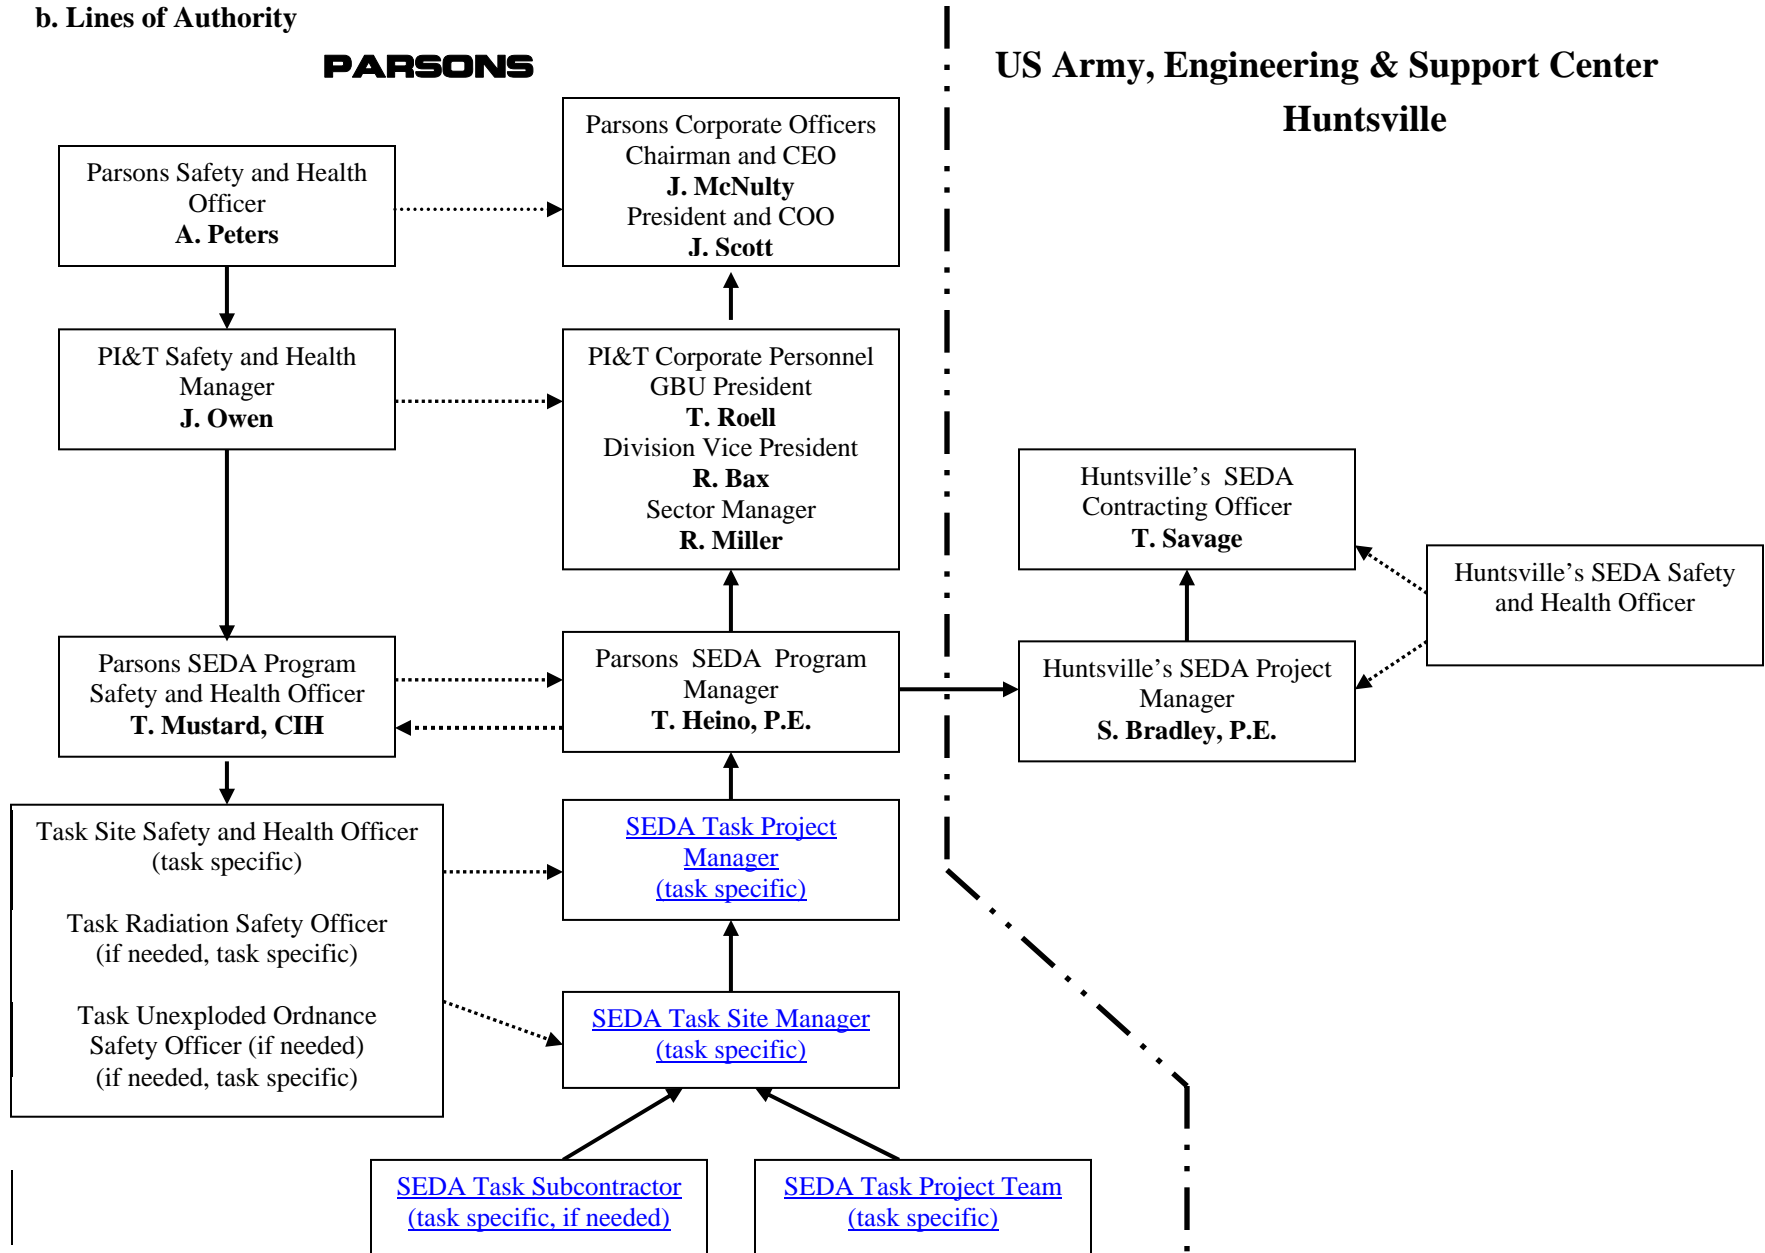 b. Lines of Authority
PARSONS
US Army, Engineering & Support Center
Huntsville
Parsons Safety and Health
Officer
A. Peters
Parsons Corporate Officers
Chairman and CEO
J. McNulty
President and COO
J. Scott
PI&T Safety and Health
Manager
J. Owen
PI&T Corporate Personnel
GBU President
T. Roell
Division Vice President
R. Bax
Sector Manager
R. Miller
Huntsville’s SEDA
Contracting Officer
T. Savage
Huntsville’s SEDA Safety
and Health Officer
Parsons SEDA Program
Safety and Health Officer
T. Mustard, CIH
Parsons SEDA Program
Manager
T. Heino, P.E.
Huntsville’s SEDA Project
Manager
S. Bradley, P.E.
Task Site Safety and Health Officer
(task specific)
Task Radiation Safety Officer
(if needed, task specific)
Task Unexploded Ordnance
Safety Officer (if needed)
(if needed, task specific)
SEDA Task Project
Manager
(task specific)
SEDA Task Site Manager
(task specific)
SEDA Task Subcontractor
(task specific, if needed)
SEDA Task Project Team
(task specific)